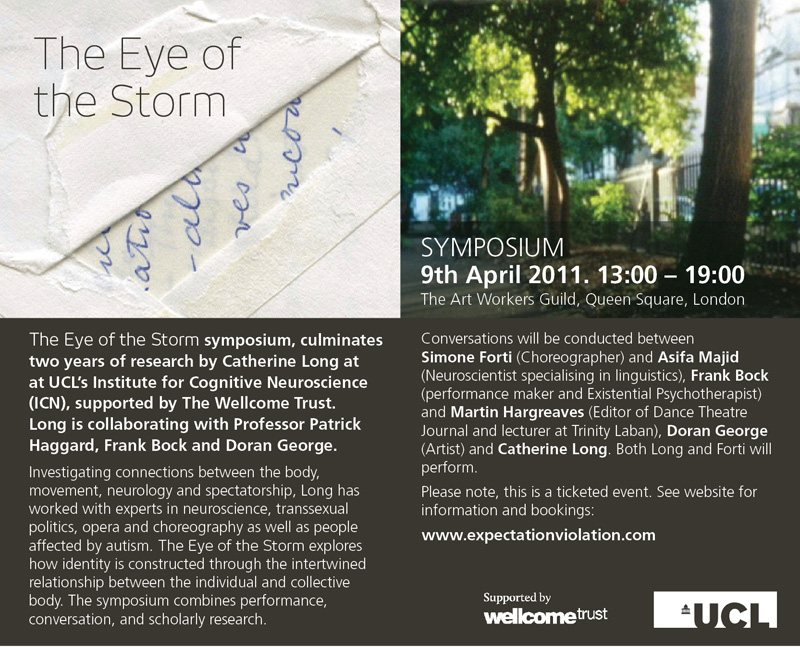 The Eye of
the Storm
SYMPOSIUM
9th April 2011. 13:00 – 19:00
The Art Workers Guild, Queen Square, London
The Eye of the Storm symposium, culminates
two years of research by Catherine Long at
at UCL’s Institute for Cognitive Neuroscience
(ICN), supported by The Wellcome Trust.
Long is collaborating with Professor Patrick
Haggard, Frank Bock and Doran George.
Investigating connections between the body,
movement, neurology and spectatorship, Long has
worked with experts in neuroscience, transsexual
politics, opera and choreography as well as people
affected by autism. The Eye of the Storm explores
how identity is constructed through the intertwined
relationship between the individual and collective
body. The symposium combines performance,
conversation, and scholarly research.
Conversations will be conducted between
Simone Forti (Choreographer) and Asifa Majid
(Neuroscientist specialising in linguistics), Frank Bock
(performance maker and Existential Psychotherapist)
and Martin Hargreaves (Editor of Dance Theatre
Journal and lecturer at Trinity Laban), Doran George
(Artist) and Catherine Long. Both Long and Forti will
perform.
Please note, this is a ticketed event. See website for
information and bookings:
www.expectationviolation.com
Supported by
wellcometrust
UCL